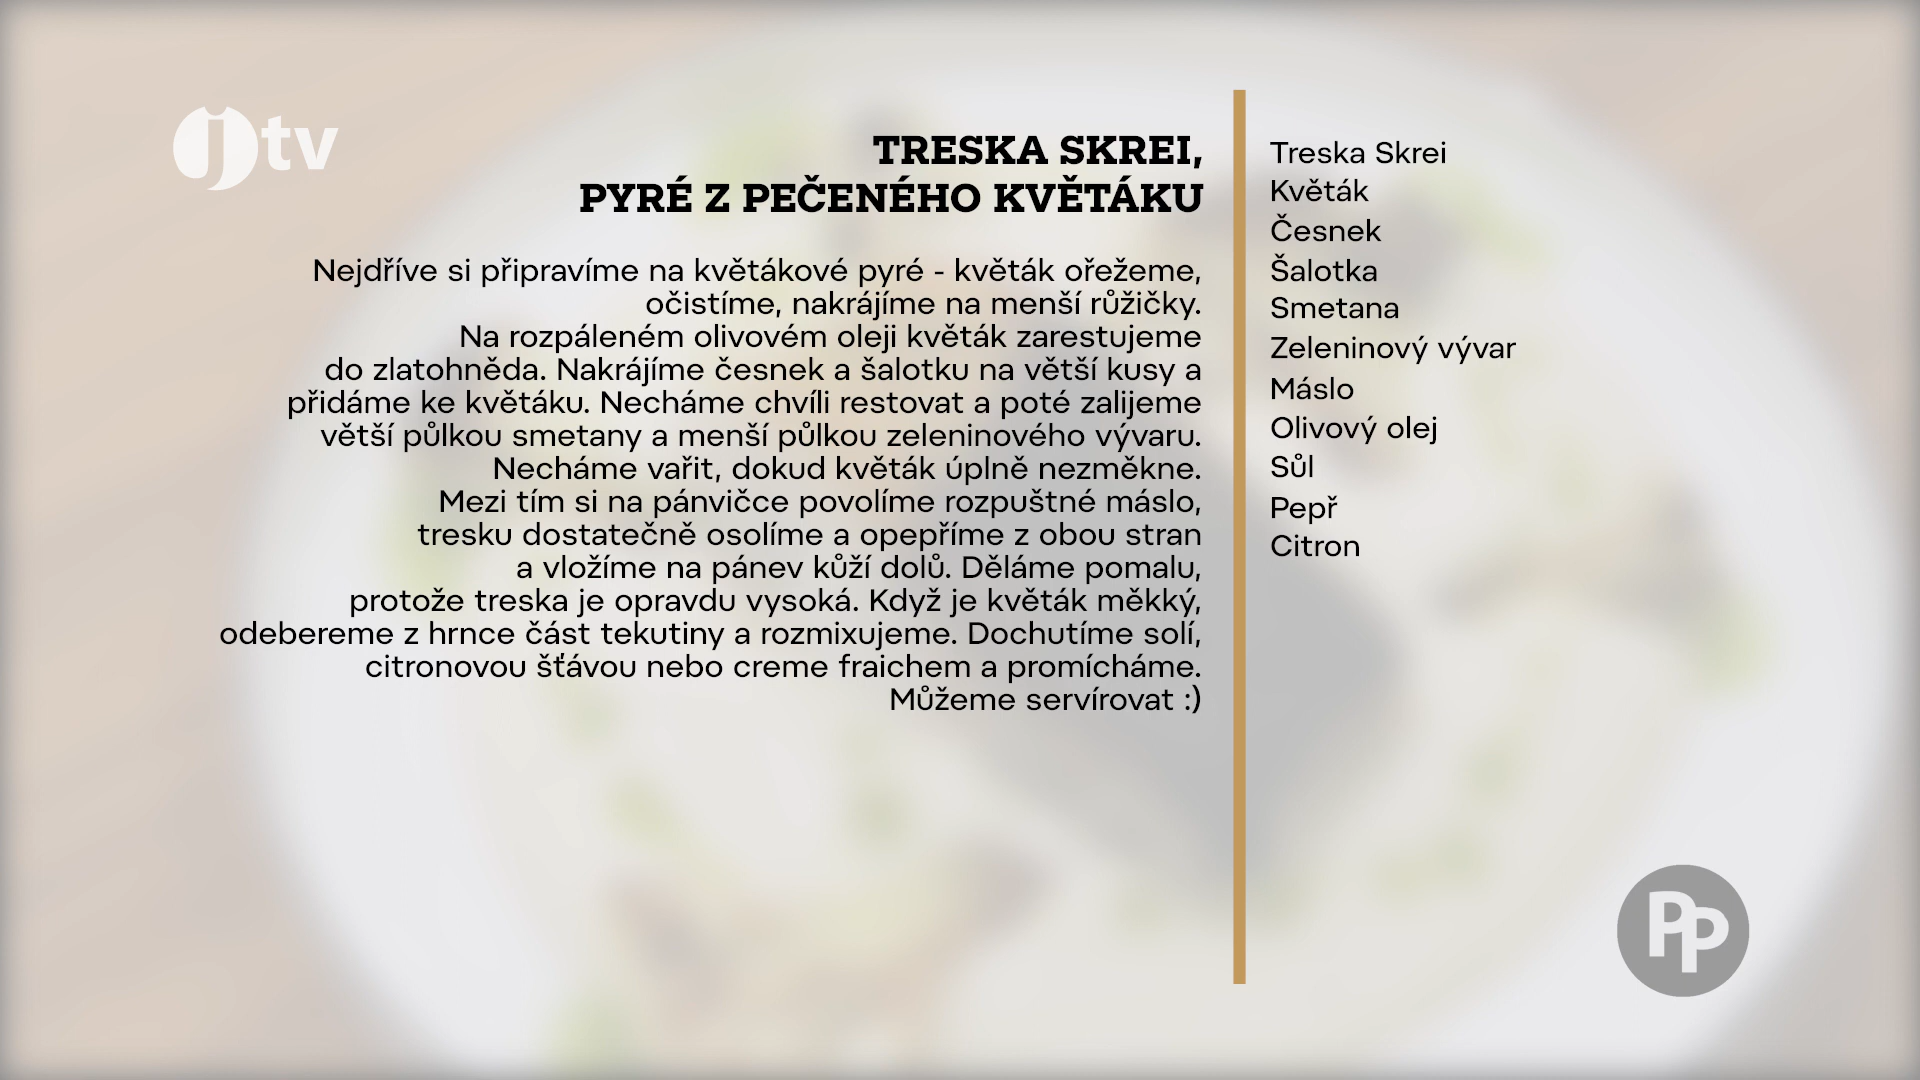 jtv
TRESKA SKREI,
PYRÉ Z PEČENÉHO KVĚTÁKU
Nejdříve si připravíme na květákové pyré - květák ořežeme,
očistíme, nakrájíme na menší růžičky.
Na rozpáleném olivovém oleji květák zarestujeme
do zlatohněda. Nakrájíme česnek a šalotku na větší kusy a
přidáme ke květáku. Necháme chvíli restovat a poté zalijeme
větší půlkou smetany a menší půlkou zeleninového vývaru.
Necháme vařit, dokud květák úplně nezměkne.
Mezi tím si na pánvičce povolíme rozpuštné máslo,
tresku dostatečně osolíme a opepříme z obou stran
a vložíme na pánev kůží dolů. Děláme pomalu,
protože treska je opravdu vysoká. Když je květák měkký,
odebereme z hrnce část tekutiny a rozmixujeme. Dochutíme solí,
citronovou šťávou nebo creme fraichem a promícháme.
Můžeme servírovat :)
Treska Skrei
Květák
Česnek
Šalotka
Smetana
Zeleninový vývar
Máslo
Olivový olej
Sůl
Pepř
Citron
PP